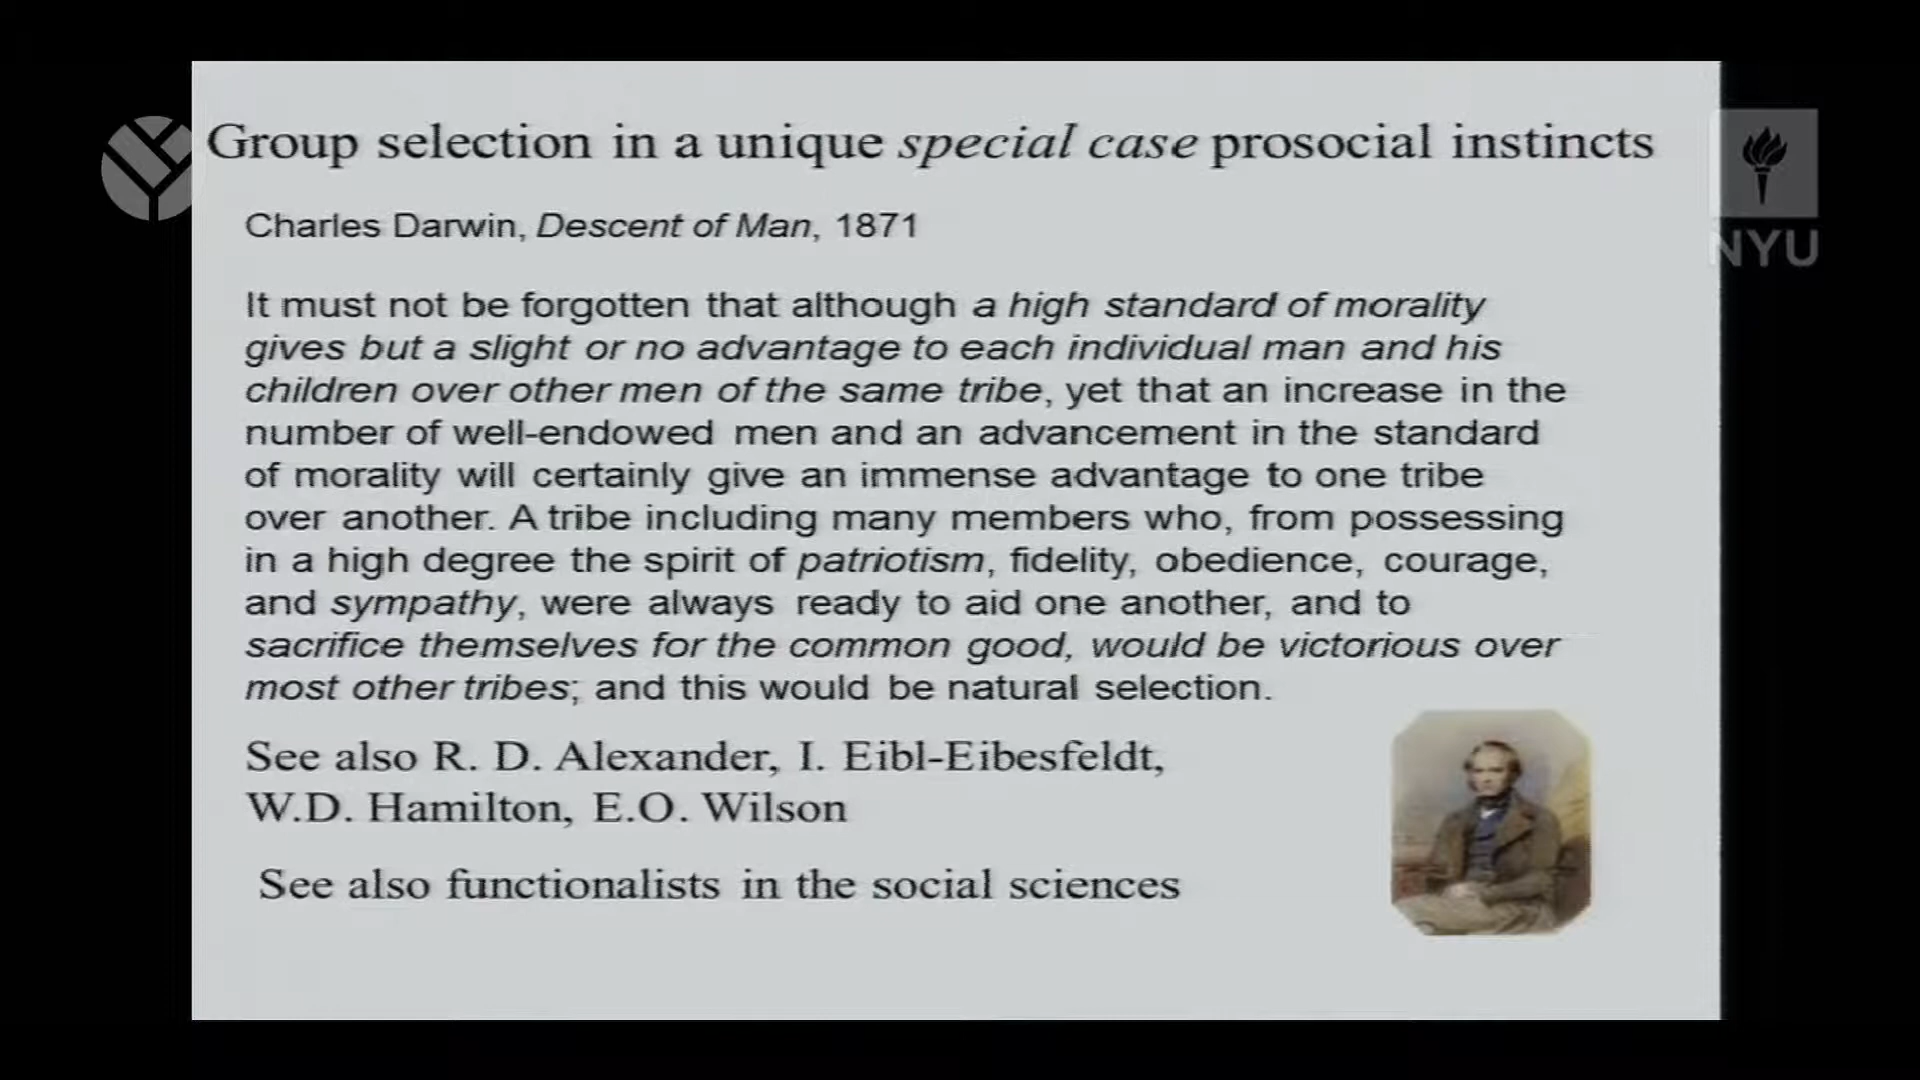 Group selection in a unique special case prosocial instincts
NYU
Charles Darwin, Descent of Man, 1871
It must not be forgotten that although a high standard of morality
gives but a slight or no advantage to each individual man and his
children over other men of the same tribe, yet that an increase in the
number of well-endowed men and an advancement in the standard
of morality will certainly give an immense advantage to one tribe
over another. A tribe including many members who, from possessing
in a high degree the spirit of patriotism, fidelity, obedience, courage,
and sympathy, were always ready to aid one another, and to
sacrifice themselves for the common good, would be victorious over
most other tribes; and this would be natural selection.
See also R. D. Alexander, I. Eibl-Eibesfeldt,
W.D. Hamilton, E.O. Wilson
See also functionalists in the social sciences